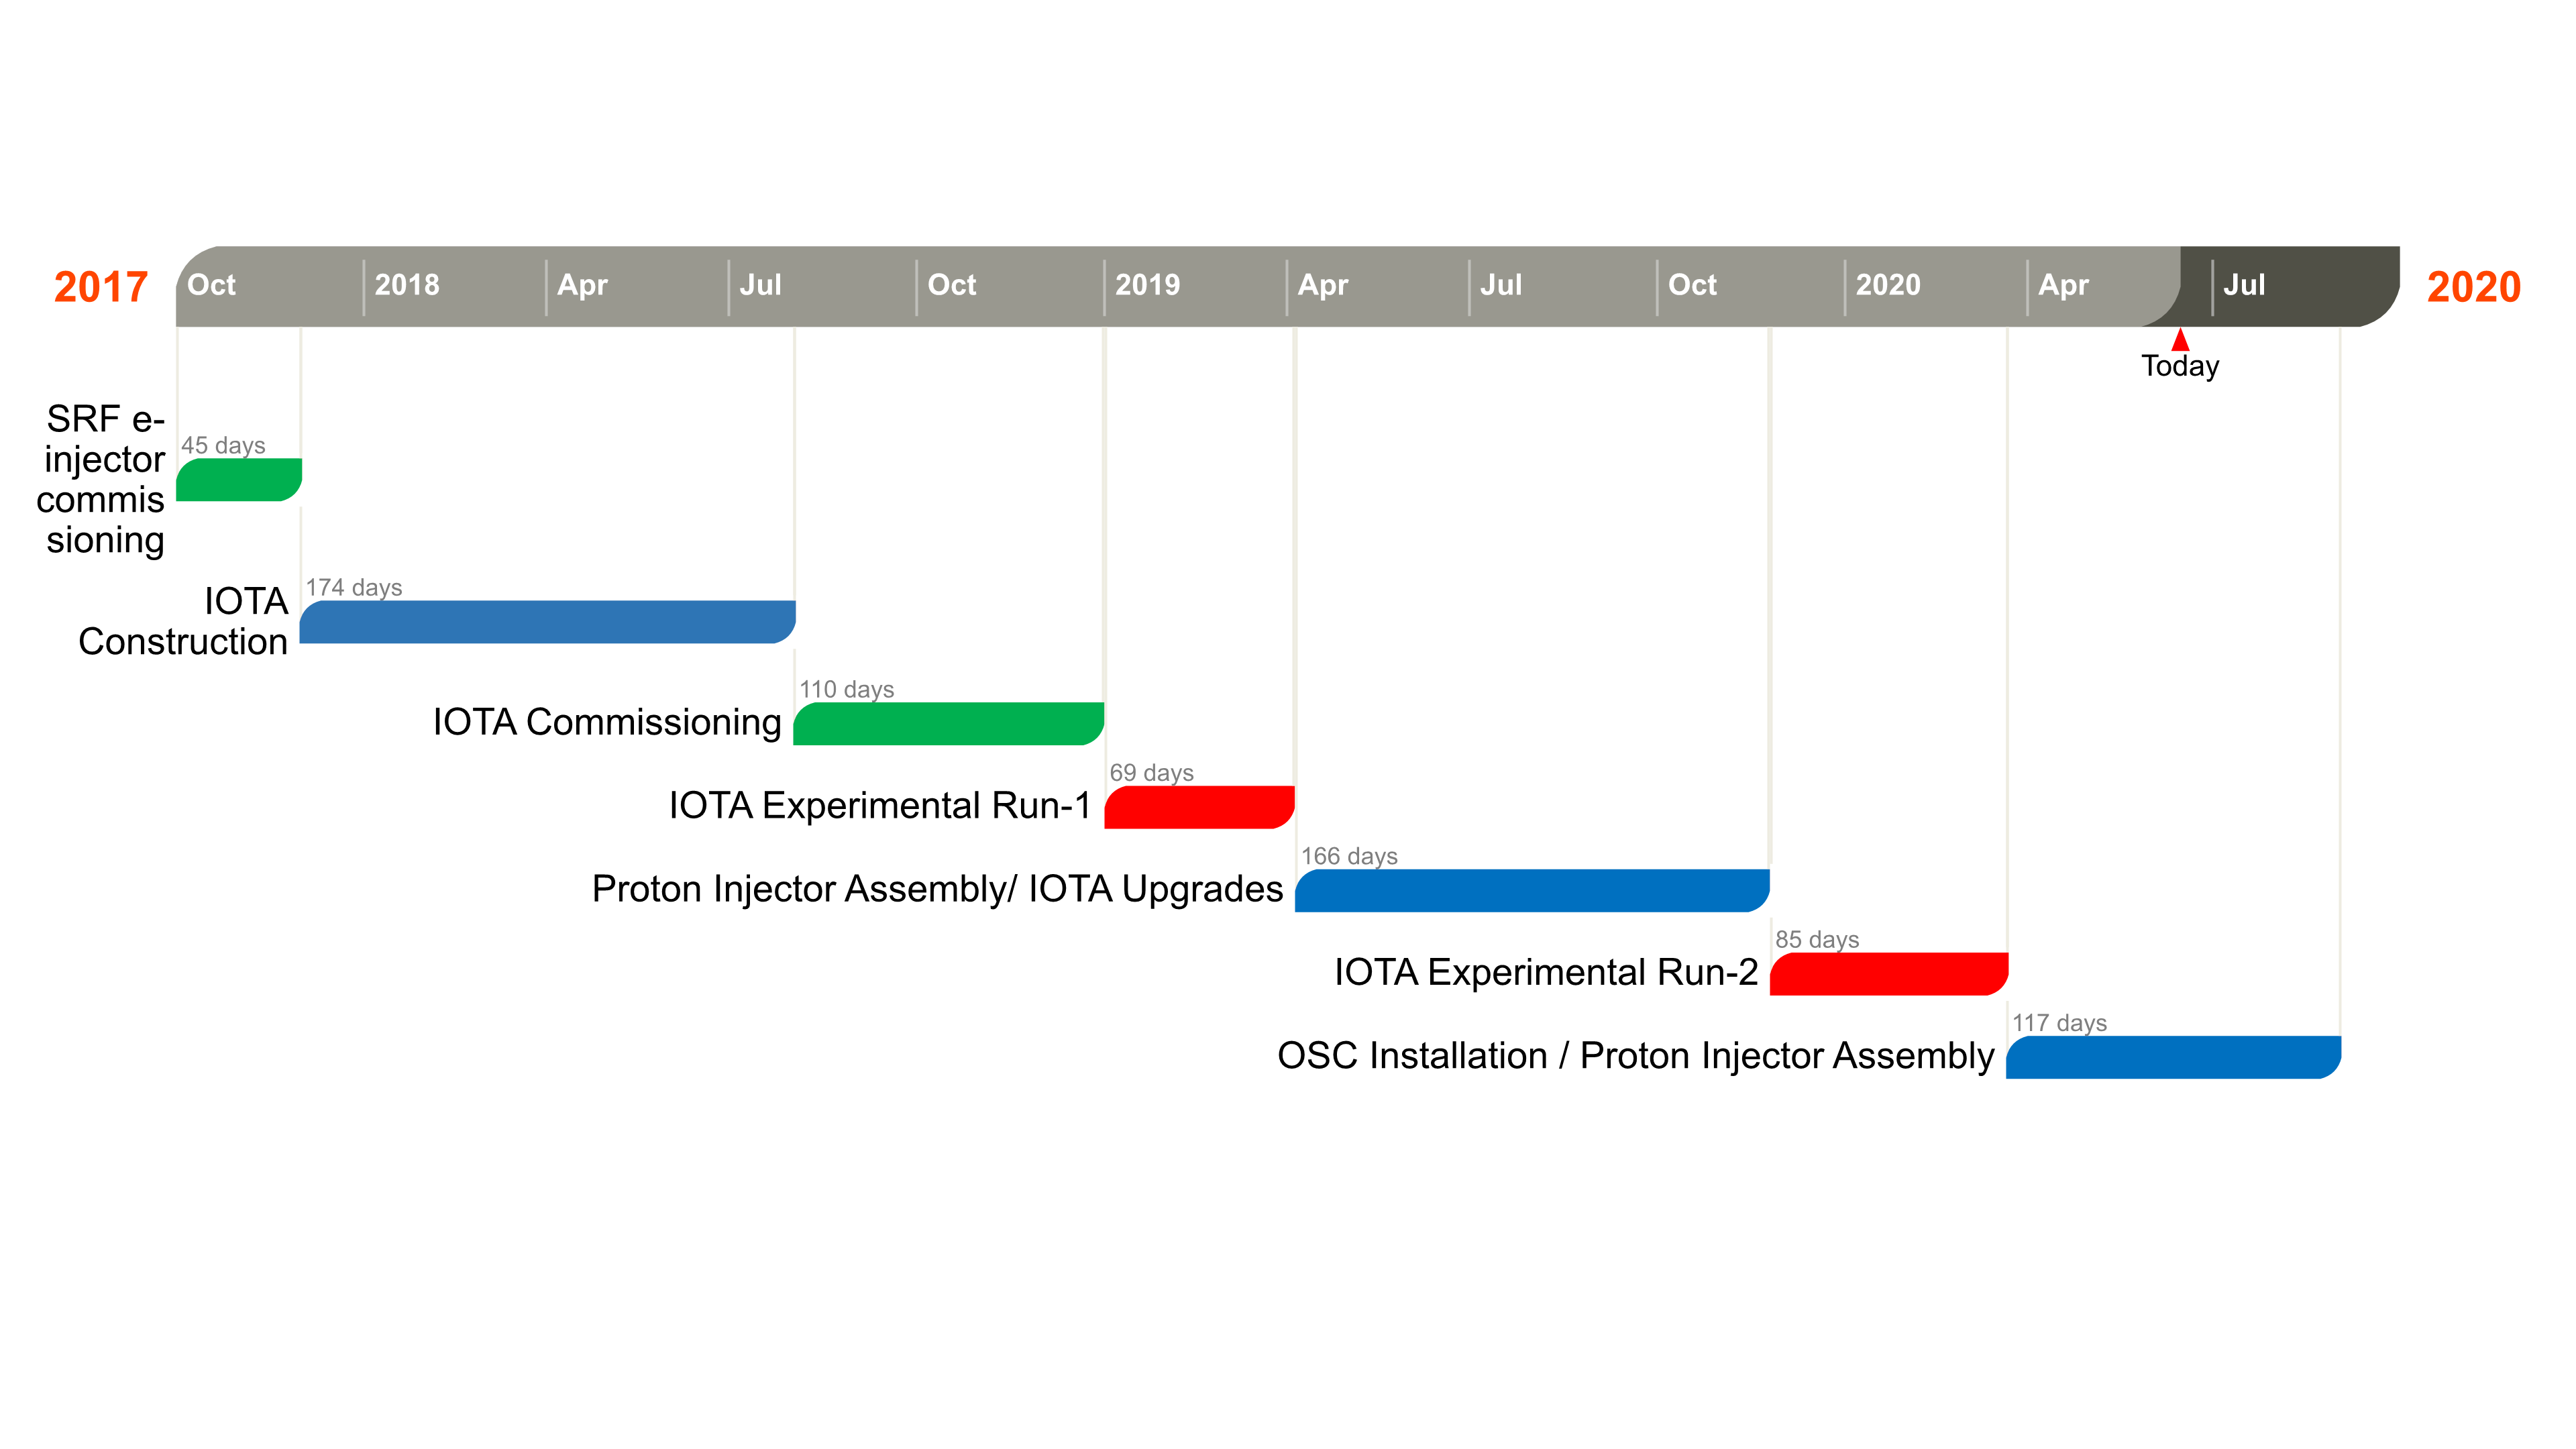 2017
Oct
2018
Apr
Jul
Oct
2019
Apr
Jul
Oct
2020
Apr
Jul
2020
Today
SRF e-
injector
commis
sioning
45 days
IOTA
Construction
174 days
IOTA Commissioning
110 days
IOTA Experimental Run-1
69 days
Proton Injector Assembly/ IOTA Upgrades
166 days
IOTA Experimental Run-2
85 days
OSC Installation / Proton Injector Assembly
117 days